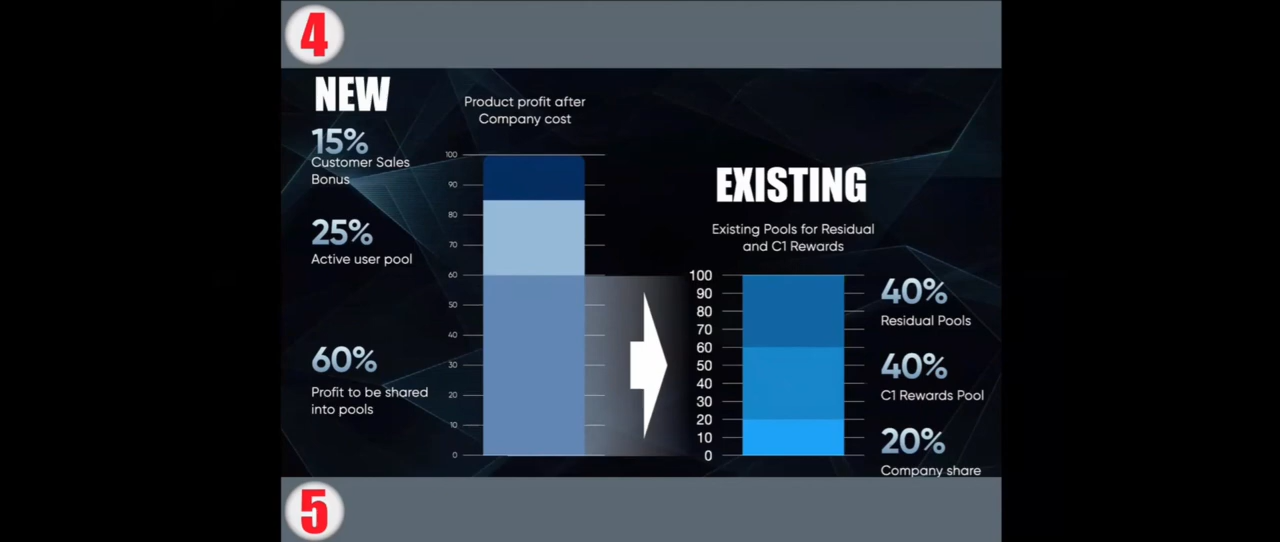 4
NEW
15%
Customer Sales
Bonus
25%
Active user pool
60%
Profit to be shared
into pools
Product profit after
Company cost
100
90
80
70
60
50
40
30
20
10
0
EXISTING
Existing Pools for Residual
and C1 Rewards
100
90
80
70
60
50
40
30
20
10
0
40%
Residual Pools
40%
C1 Rewards Pool
20%
Company share
5